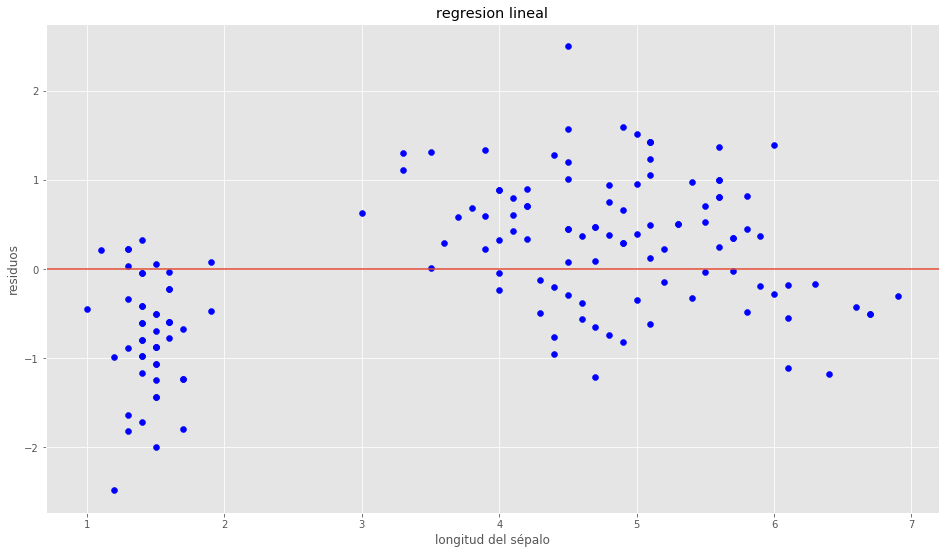 regresion lineal
residuos
2
1
0
−1
−2
1 2 3 4 5 6 7
longitud del sépalo